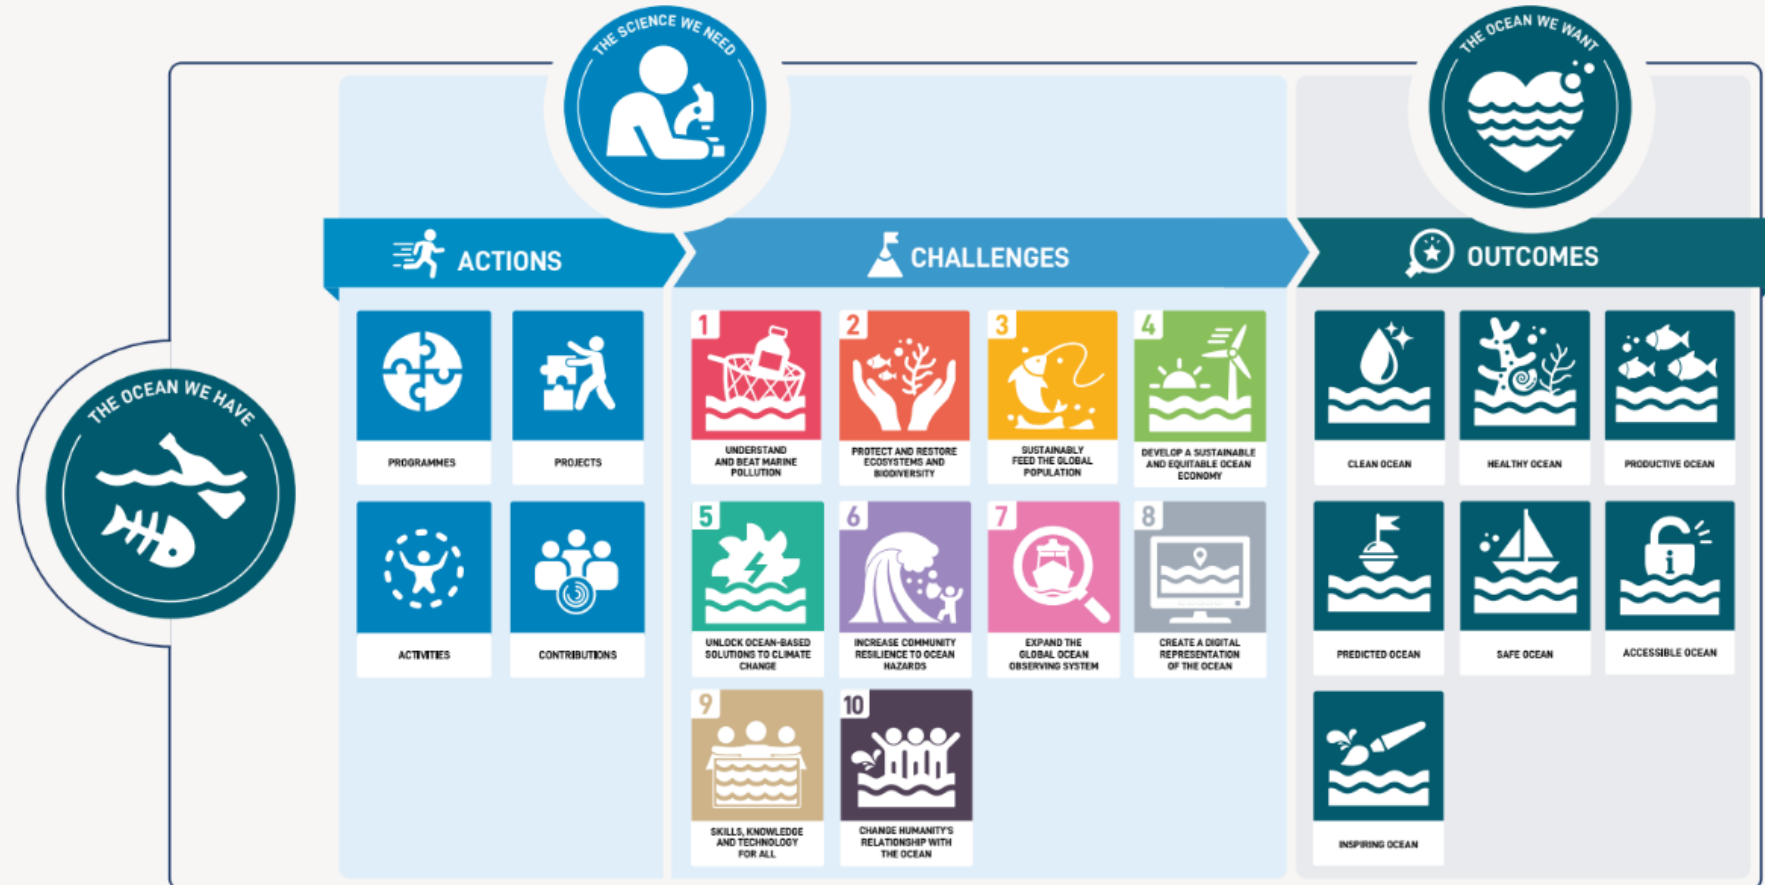 THE SCIENCE WE NEED
THE OCEAN WE WANT
THE OCEAN WE HAVE
ACTIONS
CHALLENGES
OUTCOMES
PROGRAMMES
PROJECTS
ACTIVITIES
CONTRIBUTIONS
1
UNDERSTAND
AND BEAT MARINE
POLLUTION
2
PROTECT AND RESTORE
ECOSYSTEMS AND
BIODIVERSITY
3
SUSTAINABLY
FEED THE GLOBAL
POPULATION
4
DEVELOP A SUSTAINABLE
AND EQUITABLE OCEAN
ECONOMY
5
UNLOCK OCEAN-BASED
SOLUTIONS TO CLIMATE
CHANGE
6
INCREASE COMMUNITY
RESILIENCE TO OCEAN
HAZARDS
7
EXPAND THE
GLOBAL OCEAN
OBSERVING SYSTEM
8
CREATE A DIGITAL
REPRESENTATION
OF THE OCEAN
9
SKILLS, KNOWLEDGE
AND TECHNOLOGY
FOR ALL
10
CHANGE HUMANITY'S
RELATIONSHIP WITH
THE OCEAN
CLEAN OCEAN
HEALTHY OCEAN
PRODUCTIVE OCEAN
PREDICTED OCEAN
SAFE OCEAN
i
ACCESSIBLE OCEAN
INSPIRING OCEAN